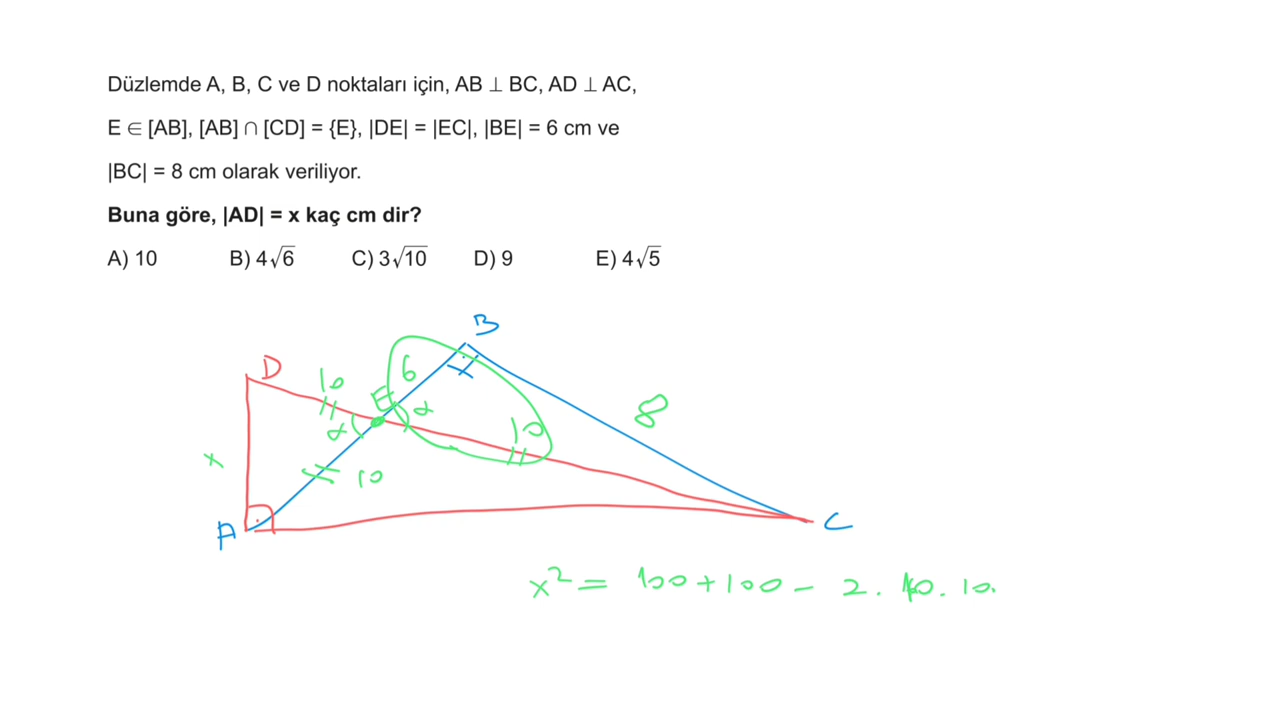 Düzlemde A, B, C ve D noktaları için, AB ⊥ BC, AD ⊥ AC,
E ∈ [AB], [AB] ∩ [CD] = {E}, |DE| = |EC|, |BE| = 6 cm ve
|BC| = 8 cm olarak veriliyor.
Buna göre, |AD| = x kaç cm dir?
A) 10 B) 4√6 C) 3√10 D) 9 E) 4√5
B
D
10
6
E
α
α
10
8
x
10
A
C
x² = 100 + 100 − 2 . 10 . 10.